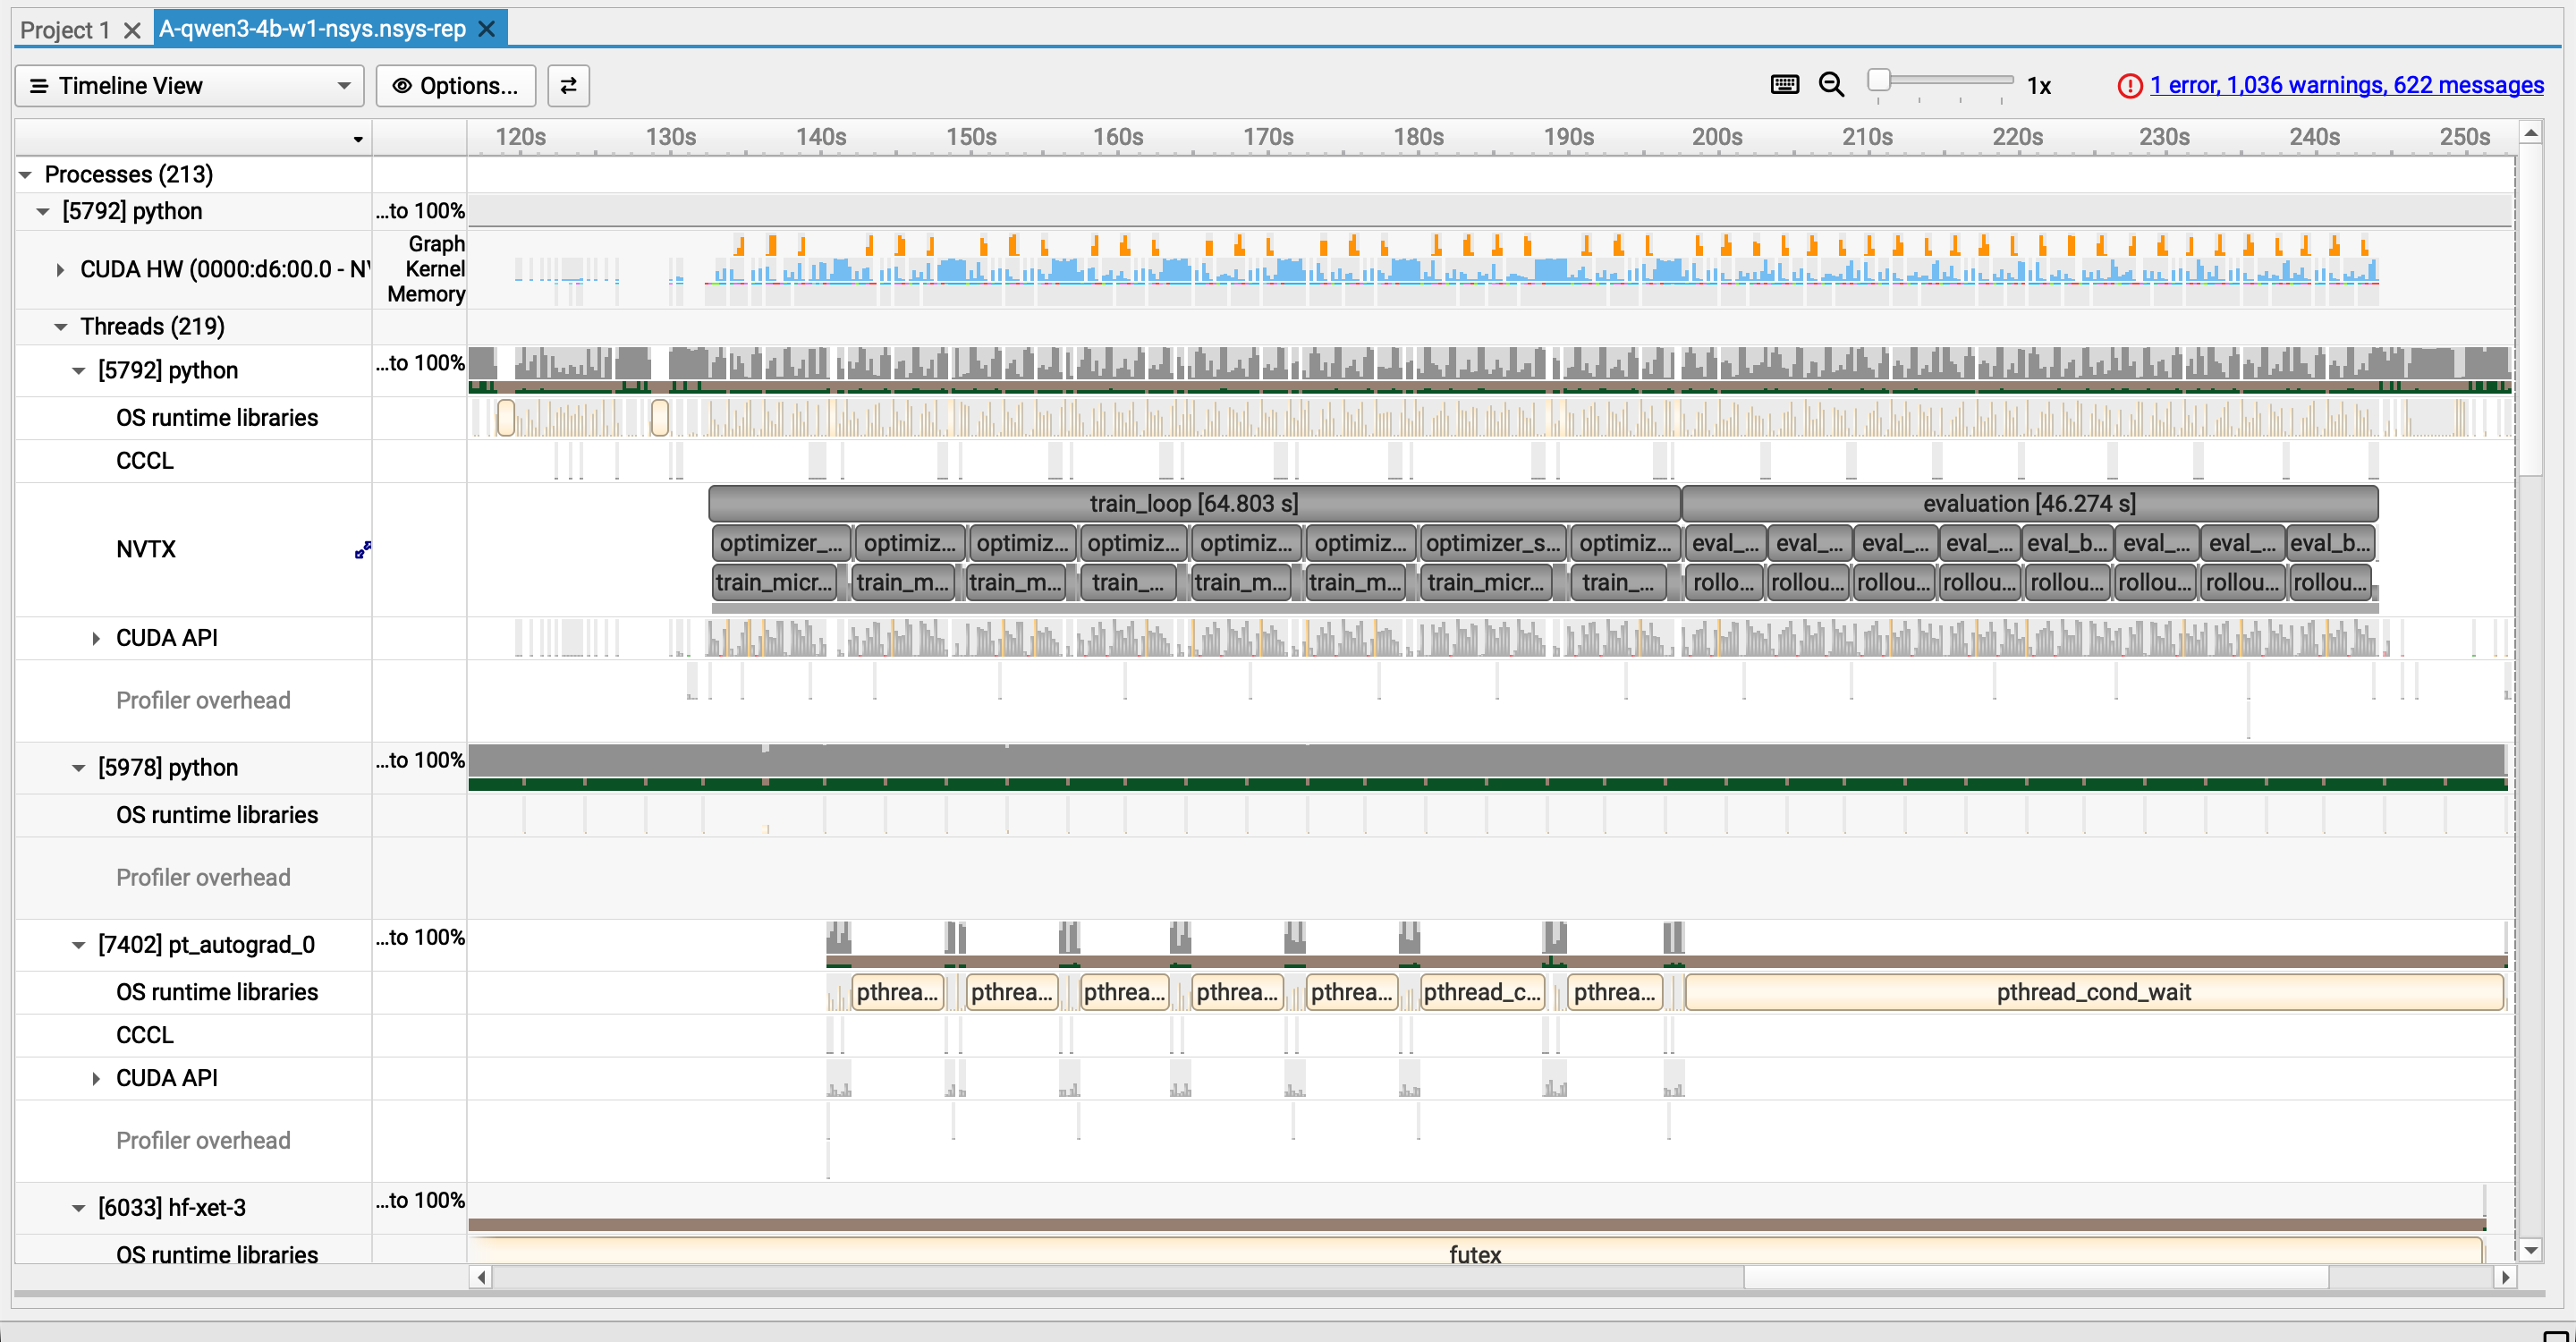 Project 1
A-qwen3-4b-w1-nsys.nsys-rep
Timeline View
Options...
1x
1 error, 1,036 warnings, 622 messages
120s 130s 140s 150s 160s 170s 180s 190s 200s 210s 220s 230s 240s 250s
Processes (213)
[5792] python ...to 100%
CUDA HW (0000:d6:00.0 - N
Graph
Kernel
Memory
Threads (219)
[5792] python ...to 100%
OS runtime libraries
CCCL
NVTX
train_loop [64.803 s] evaluation [46.274 s]
optimizer_... optimiz... optimiz... optimiz... optimiz... optimiz... optimizer_s... optimiz... eval_... eval_... eval_... eval_... eval_b... eval_... eval_... eval_b...
train_micr... train_m... train_m... train_... train_m... train_m... train_micr... train_... rollo... rollou... rollou... rollou... rollou... rollou... rollou... rollou...
CUDA API
Profiler overhead
[5978] python ...to 100%
OS runtime libraries
Profiler overhead
[7402] pt_autograd_0 ...to 100%
OS runtime libraries pthrea... pthrea... pthrea... pthrea... pthrea... pthread_c... pthrea... pthread_cond_wait
CCCL
CUDA API
Profiler overhead
[6033] hf-xet-3 ...to 100%
OS runtime libraries futex